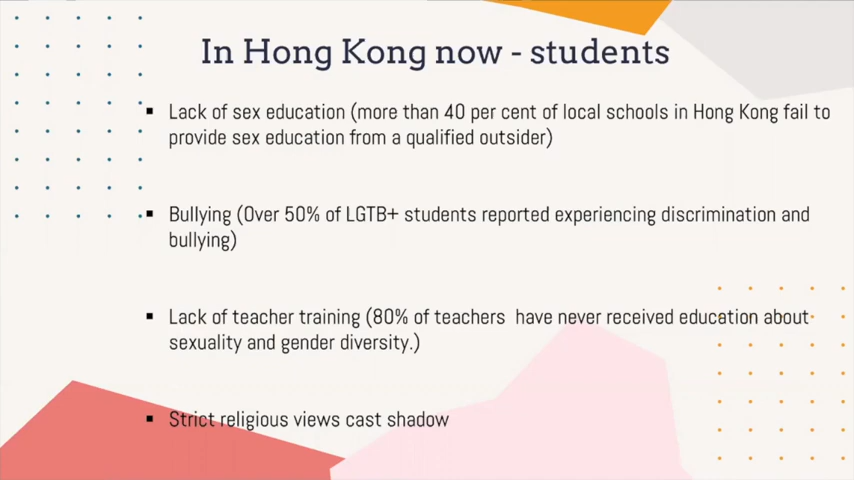 In Hong Kong now - students
▪ Lack of sex education (more than 40 per cent of local schools in Hong Kong fail to
provide sex education from a qualified outsider)
▪ Bullying (Over 50% of LGTB+ students reported experiencing discrimination and
bullying)
▪ Lack of teacher training (80% of teachers have never received education about
sexuality and gender diversity.)
▪ Strict religious views cast shadow